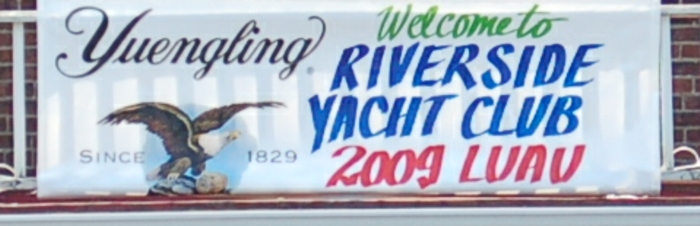 Yuengling
SINCE 1829
Welcome to
RIVERSIDE
YACHT CLUB
2009 LUAU